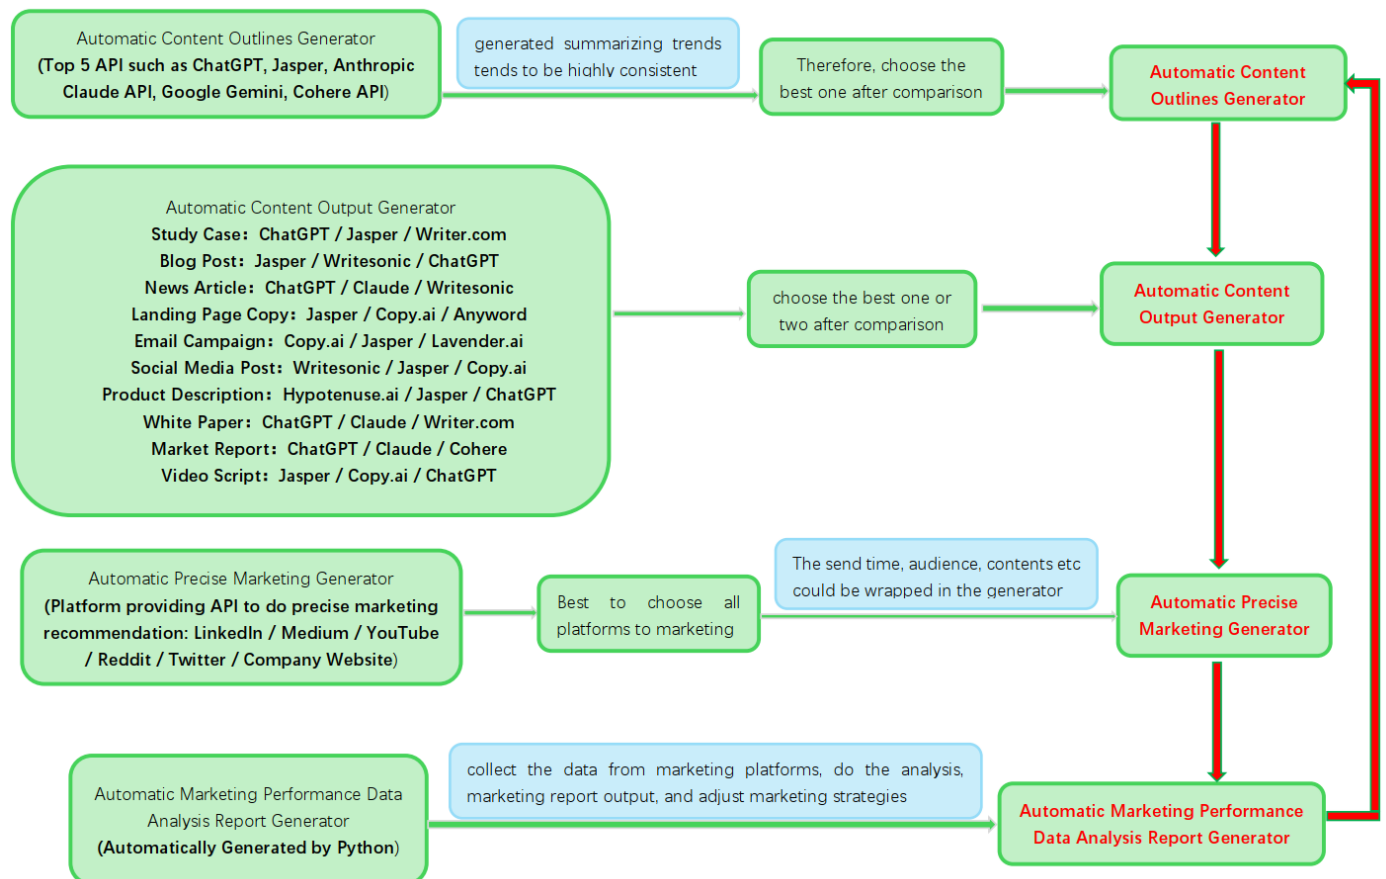 Automatic Content Outlines Generator
(Top 5 API such as ChatGPT, Jasper, Anthropic
Claude API, Google Gemini, Cohere API)
generated summarizing trends
tends to be highly consistent
Therefore, choose the
best one after comparison
Automatic Content
Outlines Generator
Automatic Content Output Generator
Study Case：ChatGPT / Jasper / Writer.com
Blog Post：Jasper / Writesonic / ChatGPT
News Article：ChatGPT / Claude / Writesonic
Landing Page Copy：Jasper / Copy.ai / Anyword
Email Campaign：Copy.ai / Jasper / Lavender.ai
Social Media Post：Writesonic / Jasper / Copy.ai
Product Description：Hypotenuse.ai / Jasper / ChatGPT
White Paper：ChatGPT / Claude / Writer.com
Market Report：ChatGPT / Claude / Cohere
Video Script：Jasper / Copy.ai / ChatGPT
choose the best one or
two after comparison
Automatic Content
Output Generator
Automatic Precise Marketing Generator
(Platform providing API to do precise marketing
recommendation: LinkedIn / Medium / YouTube
/ Reddit / Twitter / Company Website)
Best to choose all
platforms to marketing
The send time, audience, contents etc
could be wrapped in the generator
Automatic Precise
Marketing Generator
Automatic Marketing Performance Data
Analysis Report Generator
(Automatically Generated by Python)
collect the data from marketing platforms, do the analysis,
marketing report output, and adjust marketing strategies
Automatic Marketing Performance
Data Analysis Report Generator